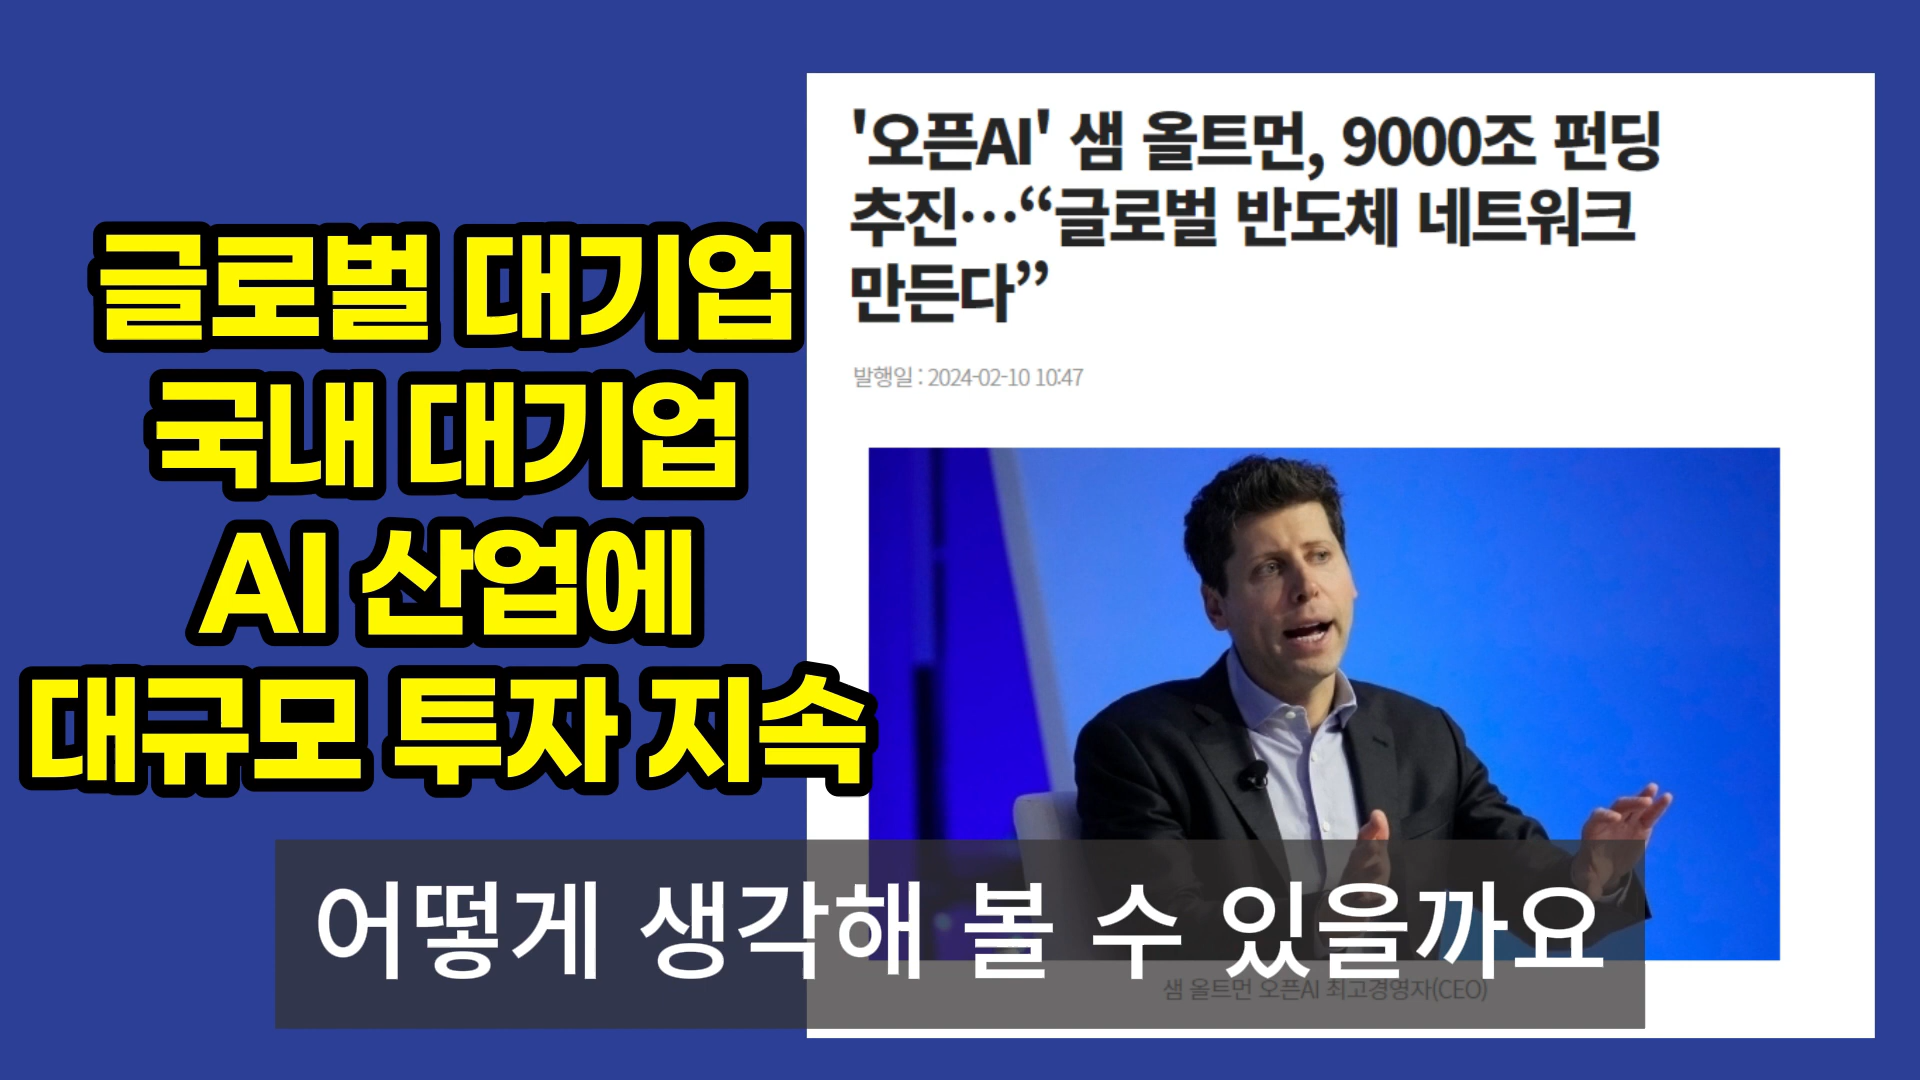 글로벌 대기업
국내 대기업
AI 산업에
대규모 투자 지속
'오픈AI' 샘 올트먼, 9000조 펀딩
추진…“글로벌 반도체 네트워크
만든다”
발행일 : 2024-02-10 10:47
샘 올트먼 오픈AI 최고경영자(CEO)
어떻게 생각해 볼 수 있을까요